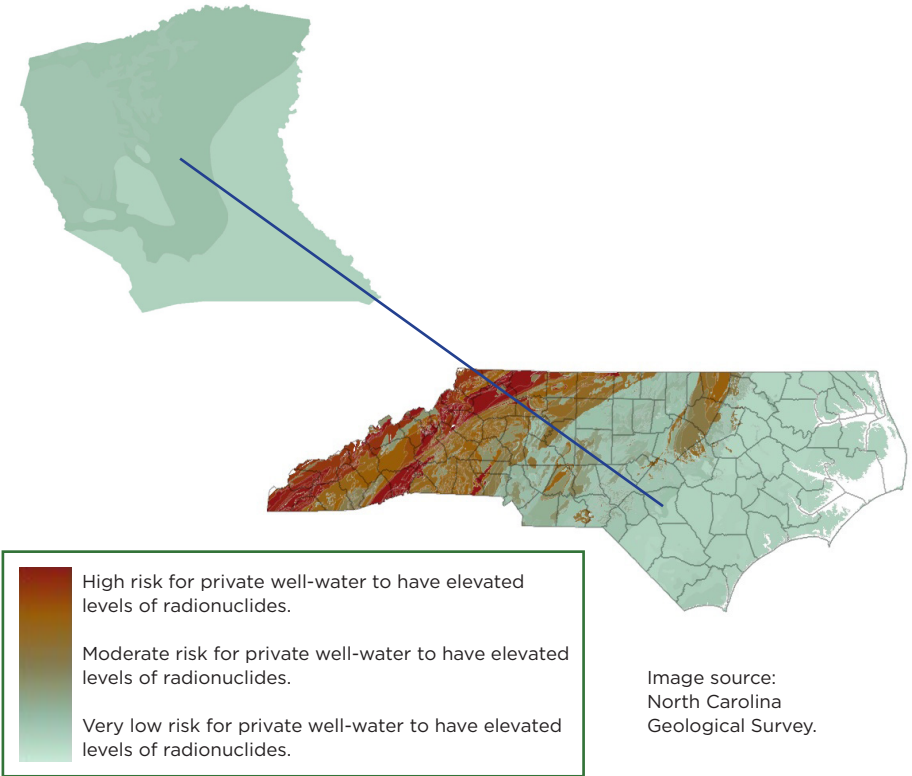 High risk for private well-water to have elevated
levels of radionuclides.
Moderate risk for private well-water to have elevated
levels of radionuclides.
Very low risk for private well-water to have elevated
levels of radionuclides.
Image source:
North Carolina
Geological Survey.